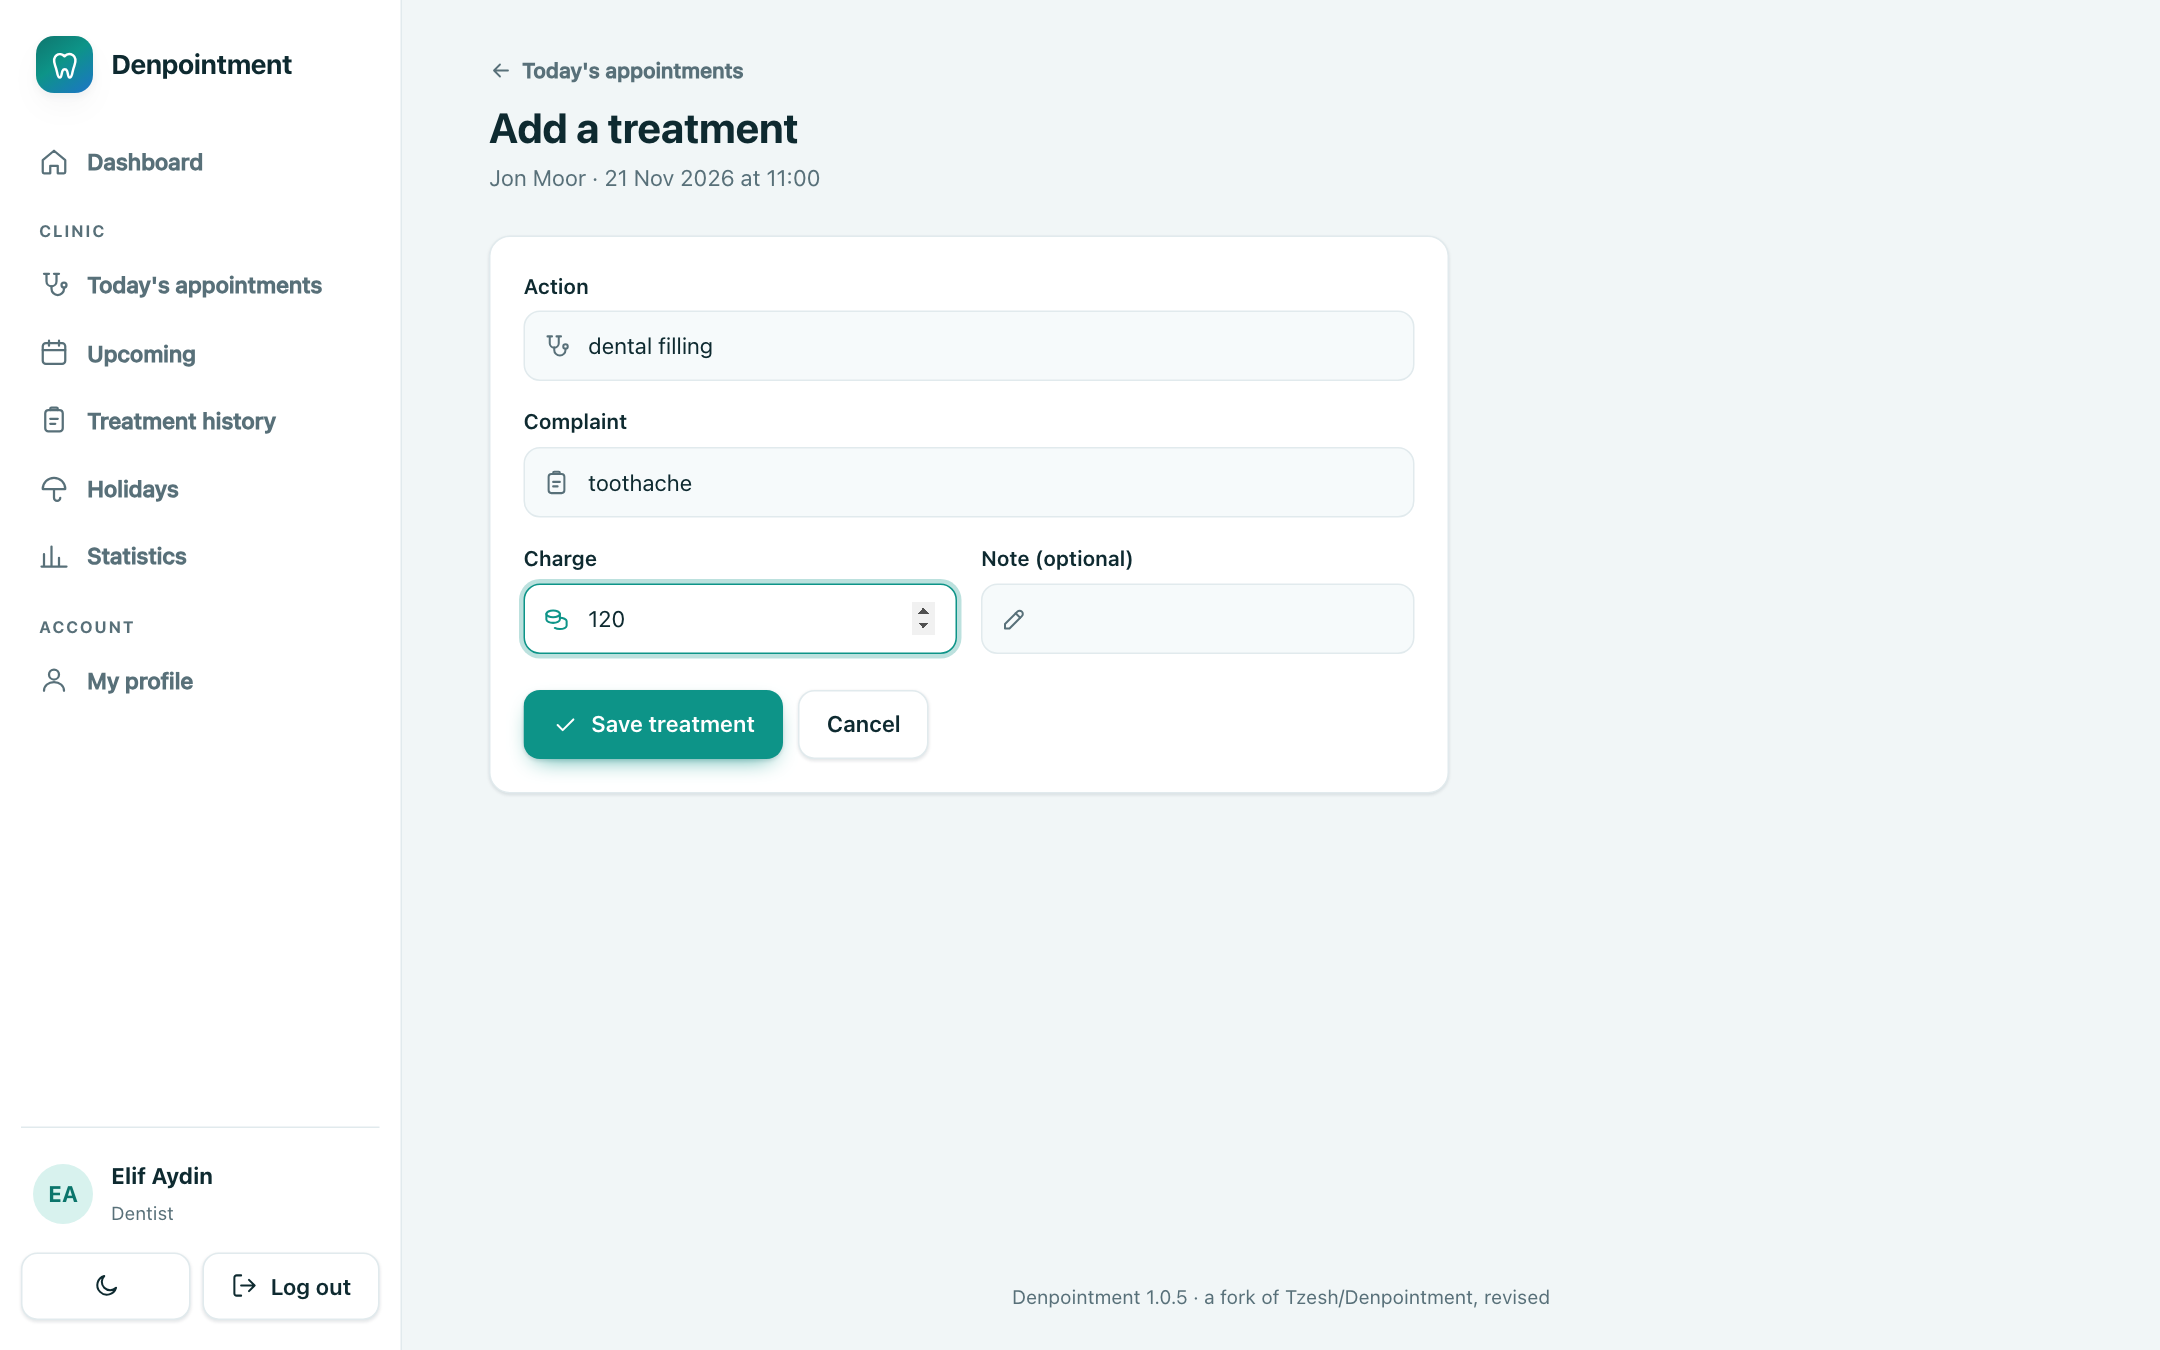 Denpointment
Dashboard
CLINIC
Today's appointments
Upcoming
Treatment history
Holidays
Statistics
ACCOUNT
My profile
EA
Elif Aydin
Dentist
Log out
Today's appointments
Add a treatment
Jon Moor · 21 Nov 2026 at 11:00
Action
dental filling
Complaint
toothache
Charge
Note (optional)
120
Save treatment
Cancel
Denpointment 1.0.5 · a fork of Tzesh/Denpointment, revised